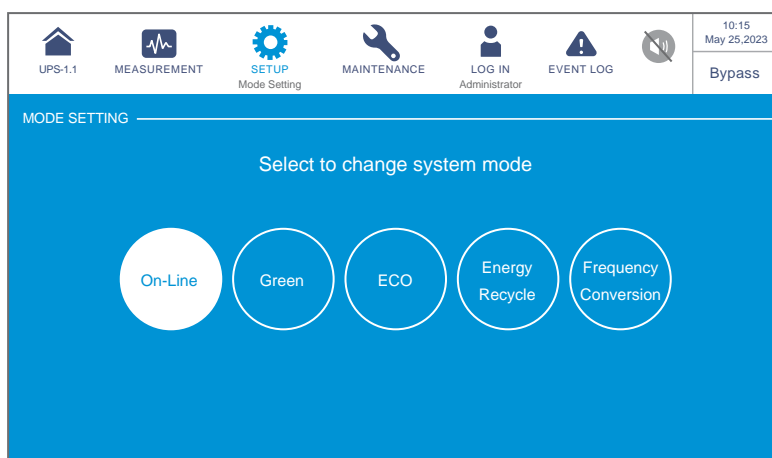 UPS-1.1
MEASUREMENT
SETUP
Mode Setting
MAINTENANCE
LOG IN
Administrator
EVENT LOG
10:15
May 25,2023
Bypass
MODE SETTING
Select to change system mode
On-Line
Green
ECO
Energy
Recycle
Frequency
Conversion